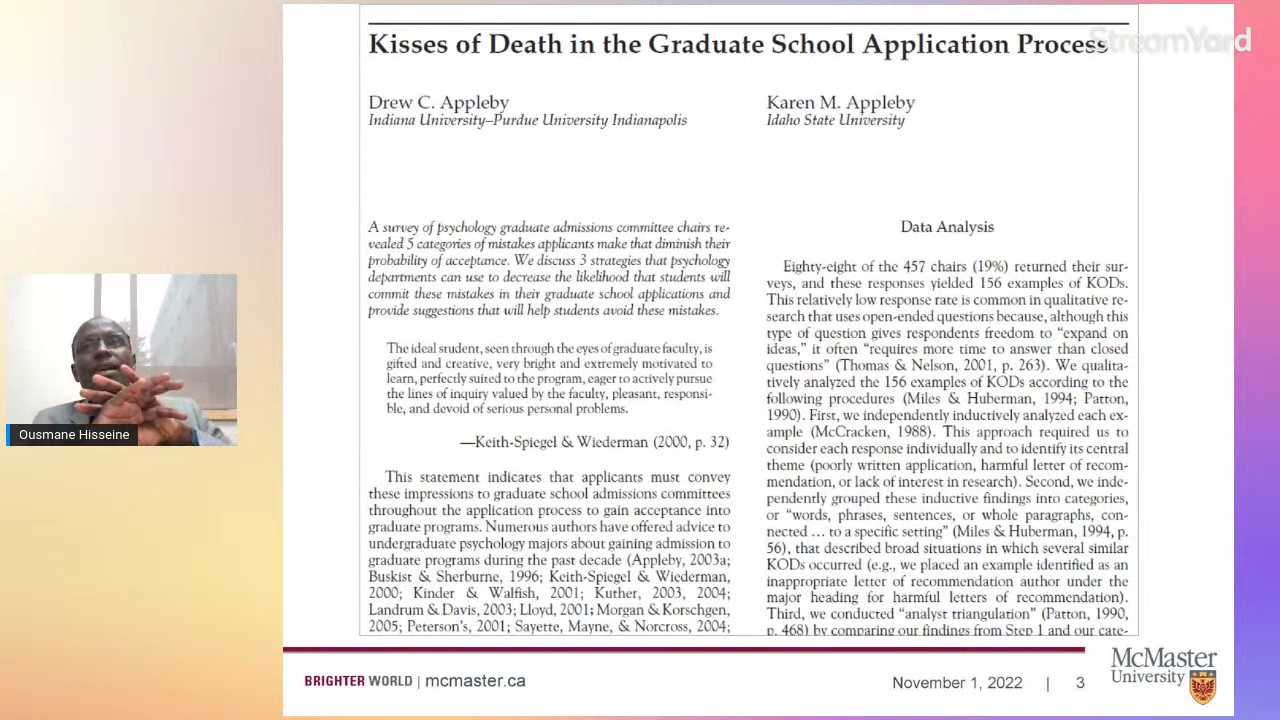 StreamYard
Kisses of Death in the Graduate School Application Process
Drew C. Appleby
Indiana University–Purdue University Indianapolis
Karen M. Appleby
Idaho State University
A survey of psychology graduate admissions committee chairs re-
vealed 5 categories of mistakes applicants make that diminish their
probability of acceptance. We discuss 3 strategies that psychology
departments can use to decrease the likelihood that students will
commit these mistakes in their graduate school applications and
provide suggestions that will help students avoid these mistakes.
The ideal student, seen through the eyes of graduate faculty, is
gifted and creative, very bright and extremely motivated to
learn, perfectly suited to the program, eager to actively pursue
the lines of inquiry valued by the faculty, pleasant, responsi-
ble, and devoid of serious personal problems.
—Keith-Spiegel & Wiederman (2000, p. 32)
This statement indicates that applicants must convey
these impressions to graduate school admissions committees
throughout the application process to gain acceptance into
graduate programs. Numerous authors have offered advice to
undergraduate psychology majors about gaining admission to
graduate programs during the past decade (Appleby, 2003a;
Buskist & Sherburne, 1996; Keith-Spiegel & Wiederman,
2000; Kinder & Walfish, 2001; Kuther, 2003, 2004;
Landrum & Davis, 2003; Lloyd, 2001; Morgan & Korschgen,
2005; Peterson's, 2001; Sayette, Mayne, & Norcross, 2004;
Data Analysis
Eighty-eight of the 457 chairs (19%) returned their sur-
veys, and these responses yielded 156 examples of KODs.
This relatively low response rate is common in qualitative re-
search that uses open-ended questions because, although this
type of question gives respondents freedom to “expand on
ideas,” it often “requires more time to answer than closed
questions” (Thomas & Nelson, 2001, p. 263). We qualita-
tively analyzed the 156 examples of KODs according to the
following procedures (Miles & Huberman, 1994; Patton,
1990). First, we independently inductively analyzed each ex-
ample (McCracken, 1988). This approach required us to
consider each response individually and to identify its central
theme (poorly written application, harmful letter of recom-
mendation, or lack of interest in research). Second, we inde-
pendently grouped these inductive findings into categories,
or “words, phrases, sentences, or whole paragraphs, con-
nected … to a specific setting” (Miles & Huberman, 1994, p.
56), that described broad situations in which several similar
KODs occurred (e.g., we placed an example identified as an
inappropriate letter of recommendation author under the
major heading for harmful letters of recommendation).
Third, we conducted “analyst triangulation” (Patton, 1990,
p. 468) by comparing our findings from Step 1 and our cate-
Ousmane Hisseine
BRIGHTER WORLD | mcmaster.ca
November 1, 2022 | 3
McMaster
University